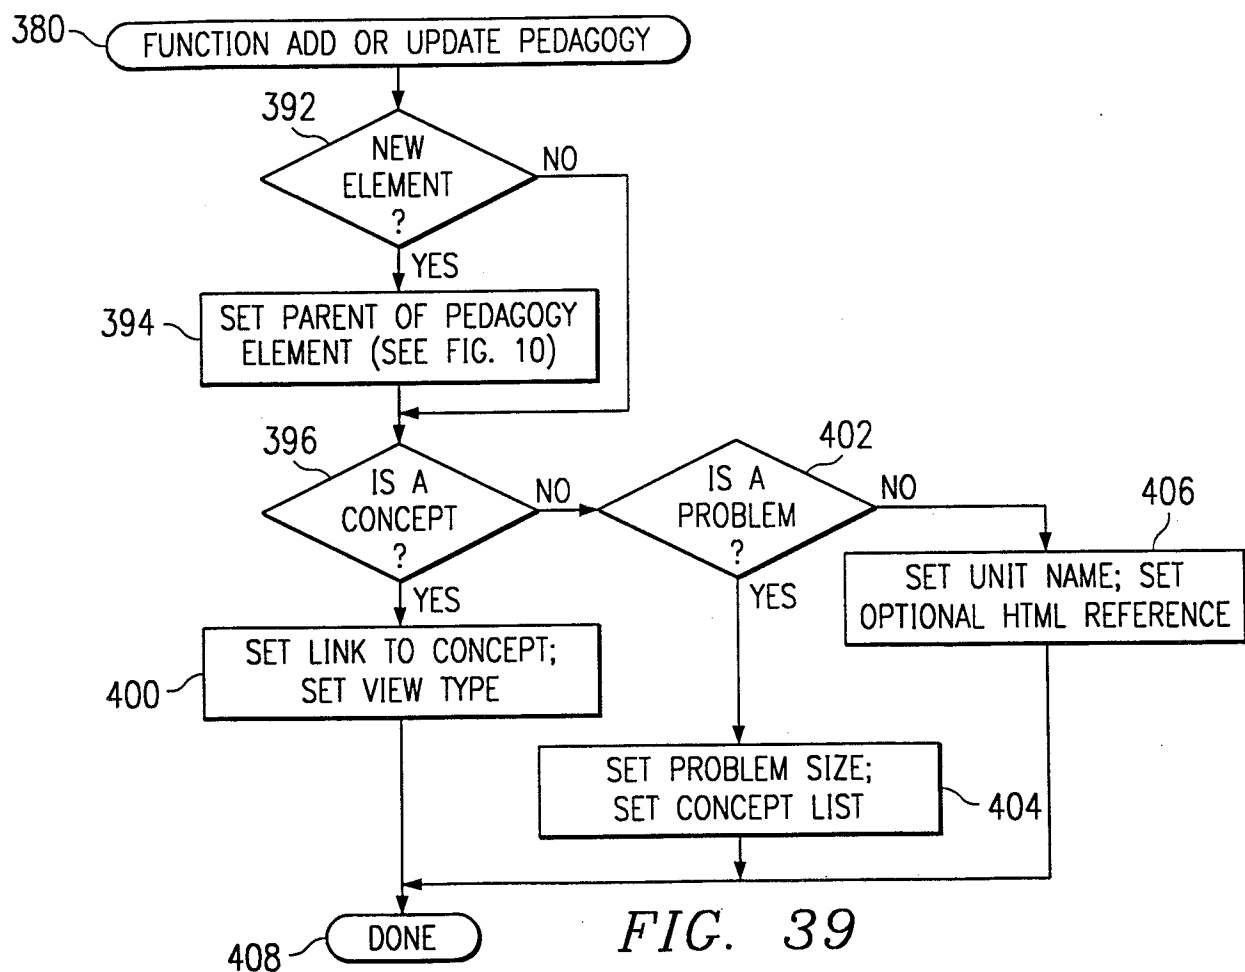 380
FUNCTION ADD OR UPDATE PEDAGOGY
392
NEW
ELEMENT
?
NO
YES
394
SET PARENT OF PEDAGOGY
ELEMENT (SEE FIG. 10)
396
IS A
CONCEPT
?
NO
YES
402
IS A
PROBLEM
?
NO
YES
406
SET UNIT NAME; SET
OPTIONAL HTML REFERENCE
400
SET LINK TO CONCEPT;
SET VIEW TYPE
SET PROBLEM SIZE;
SET CONCEPT LIST
404
408
DONE
FIG. 39